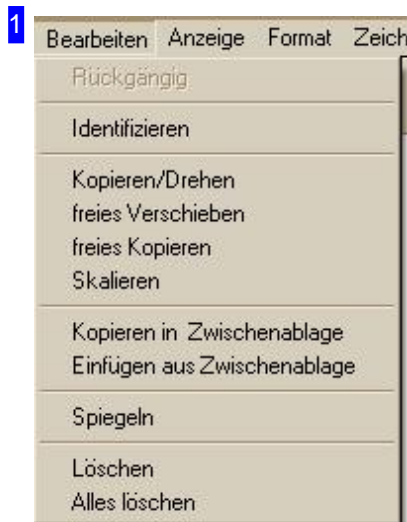 1
Bearbeiten Anzeige Format Zeich
Rückgängig
Identifizieren
Kopieren/Drehen
freies Verschieben
freies Kopieren
Skalieren
Kopieren in Zwischenablage
Einfügen aus Zwischenablage
Spiegeln
Löschen
Alles löschen